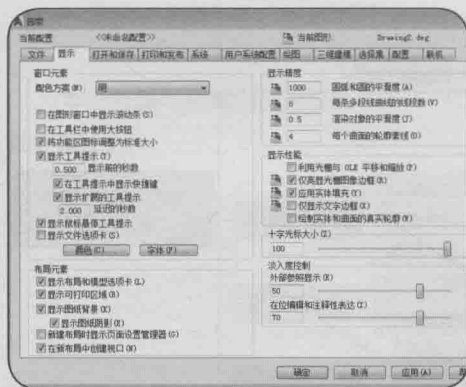 选项
当前配置: <<未命名配置>> 当前图形: Drawing2.dwg
文件 显示 打开和保存 打印和发布 系统 用户系统配置 绘图 三维建模 选择集 配置 联机
窗口元素
配色方案(M) 明
在图形窗口中显示滚动条(S)
在工具栏中使用大按钮
将功能区图标调整为标准大小
显示工具提示(T)
0.500 显示前的秒数
在工具提示中显示快捷键
显示扩展的工具提示
2.000 延迟的秒数
显示鼠标悬停工具提示
显示文件选项卡(S)
颜色(C)... 字体(F)...
布局元素
显示布局和模型选项卡(L)
显示可打印区域(B)
显示图纸背景(K)
显示图纸阴影(E)
新建布局时显示页面设置管理器(G)
在新布局中创建视口(N)
显示精度
1000 圆弧和圆的平滑度(A)
8 每条多段线曲线的线段数(V)
0.5 渲染对象的平滑度(J)
4 每个曲面的轮廓素线(O)
显示性能
利用光栅与 OLE 平移和缩放(P)
仅亮显光栅图像边框(R)
应用实体填充(Y)
仅显示文字边框(X)
绘制实体和曲面的真实轮廓(W)
十字光标大小(Z)
100
淡入度控制
外部参照显示(E)
50
在位编辑和注释性表达(I)
70
确定 取消 应用(A)